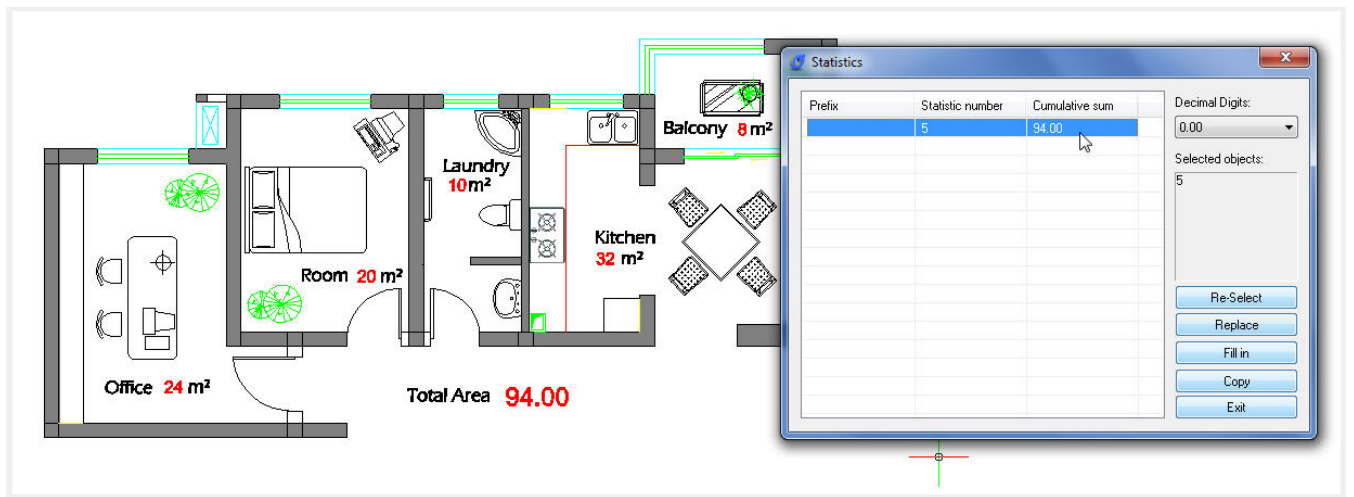 Balcony 8 m²
Laundry
10m²
Kitchen
32 m²
Room 20 m²
Office 24 m²
Total Area 94.00
Statistics
Prefix Statistic number Cumulative sum
5 94.00
Decimal Digits:
0.00
Selected objects:
5
Re-Select
Replace
Fill in
Copy
Exit